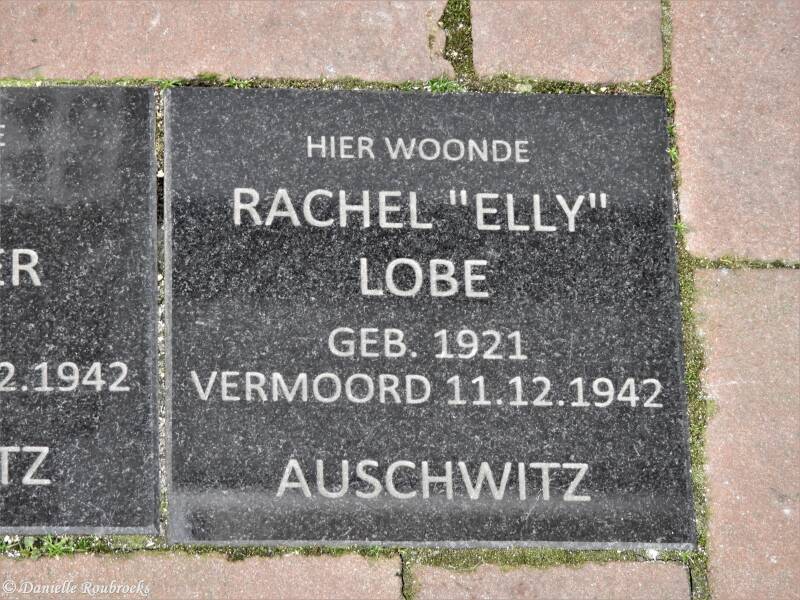 HIER WOONDE
RACHEL "ELLY"
LOBE
GEB. 1921
VERMOORD 11.12.1942
AUSCHWITZ
© Danielle Roubroeks